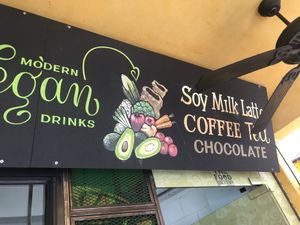 MODERN
egan
DRINKS
Soy Milk Latte
COFFEE Tea
CHOCOLATE